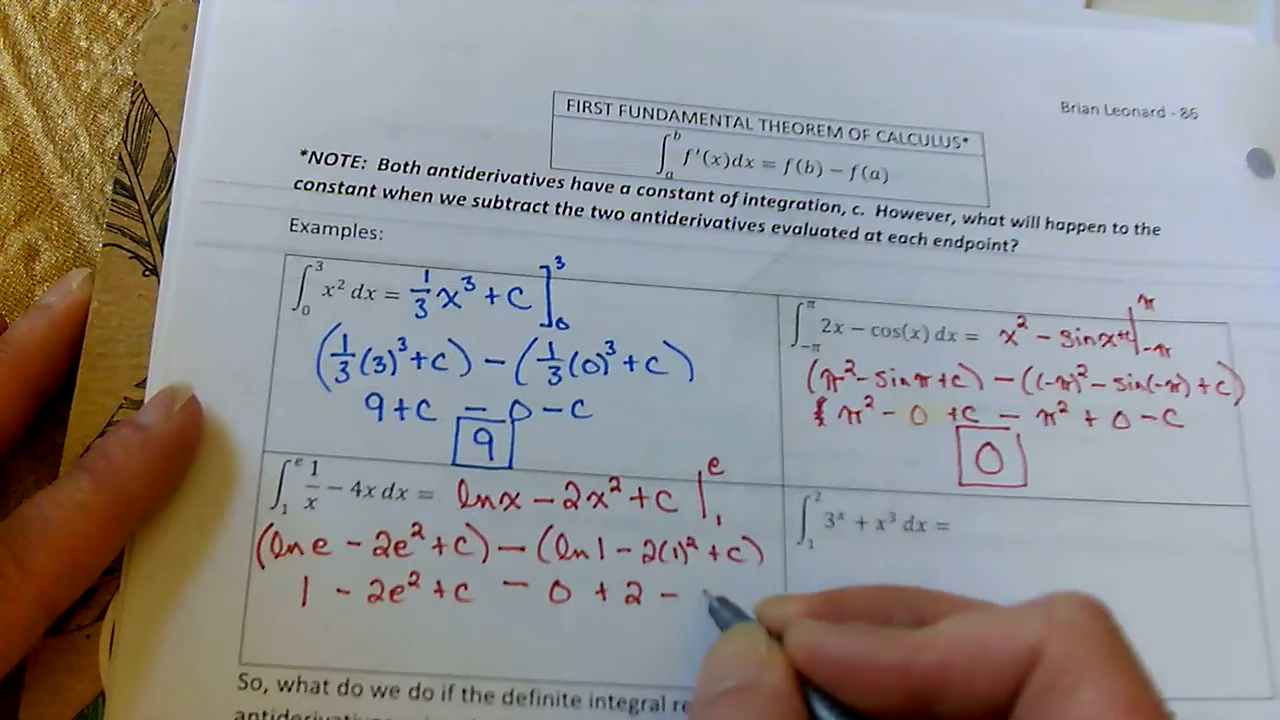 Brian Leonard - 86
FIRST FUNDAMENTAL THEOREM OF CALCULUS*
∫_a^b f'(x)dx = f(b) − f(a)
*NOTE: Both antiderivatives have a constant of integration, c. However, what will happen to the
constant when we subtract the two antiderivatives evaluated at each endpoint?
Examples:
∫_0^3 x² dx = 1/3 x³ + C ]_0^3
(1/3 (3)³ + C) − (1/3 (0)³ + C)
9 + C − 0 − C
9
∫_{-π}^π 2x − cos(x) dx = x² − sin x + C |_{-π}^π
(π² − sin π + C) − ((-π)² − sin(-π) + C)
π² − 0 + C − π² + 0 − C
0
∫_1^e 1/x − 4x dx = ln x − 2x² + C |_1^e
(ln e − 2e² + C) − (ln 1 − 2(1)² + C)
1 − 2e² + C − 0 + 2 −
∫_1^2 3ˣ + x³ dx =
So, what do we do if the definite integral